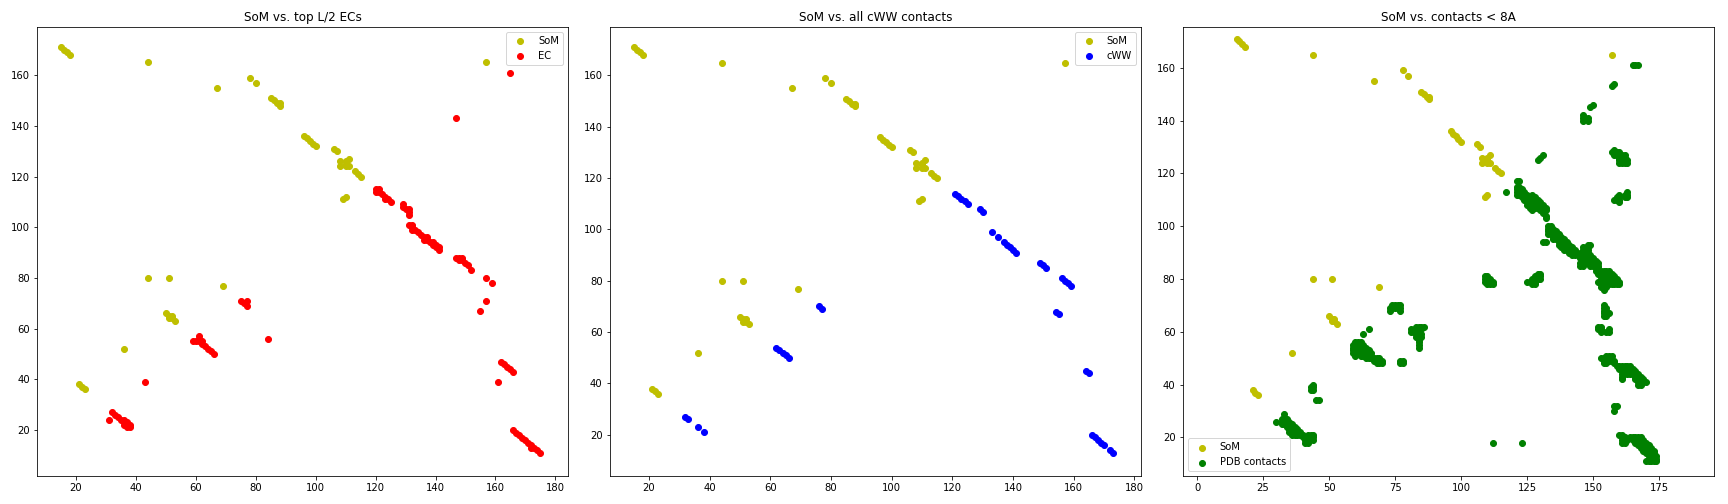 SoM vs. top L/2 ECs
SoM
EC
160
140
120
100
80
60
40
20
20 40 60 80 100 120 140 160 180
SoM vs. all cWW contacts
SoM
cWW
160
140
120
100
80
60
40
20
20 40 60 80 100 120 140 160 180
SoM vs. contacts < 8A
160
140
120
100
80
60
40
20
SoM
PDB contacts
0 25 50 75 100 125 150 175